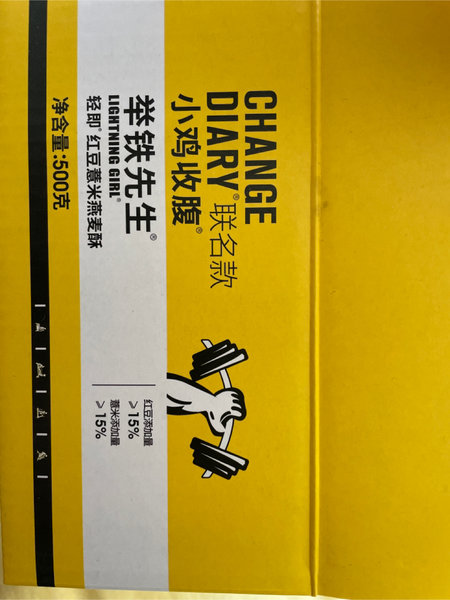 CHANGE
DIARY®联名款
小鸡收腹®
举铁先生®
LIGHTNING GIRL®
轻即®红豆薏米燕麦酥
净含量:500克
红豆添加量
≥15%
薏米添加量
≥15%